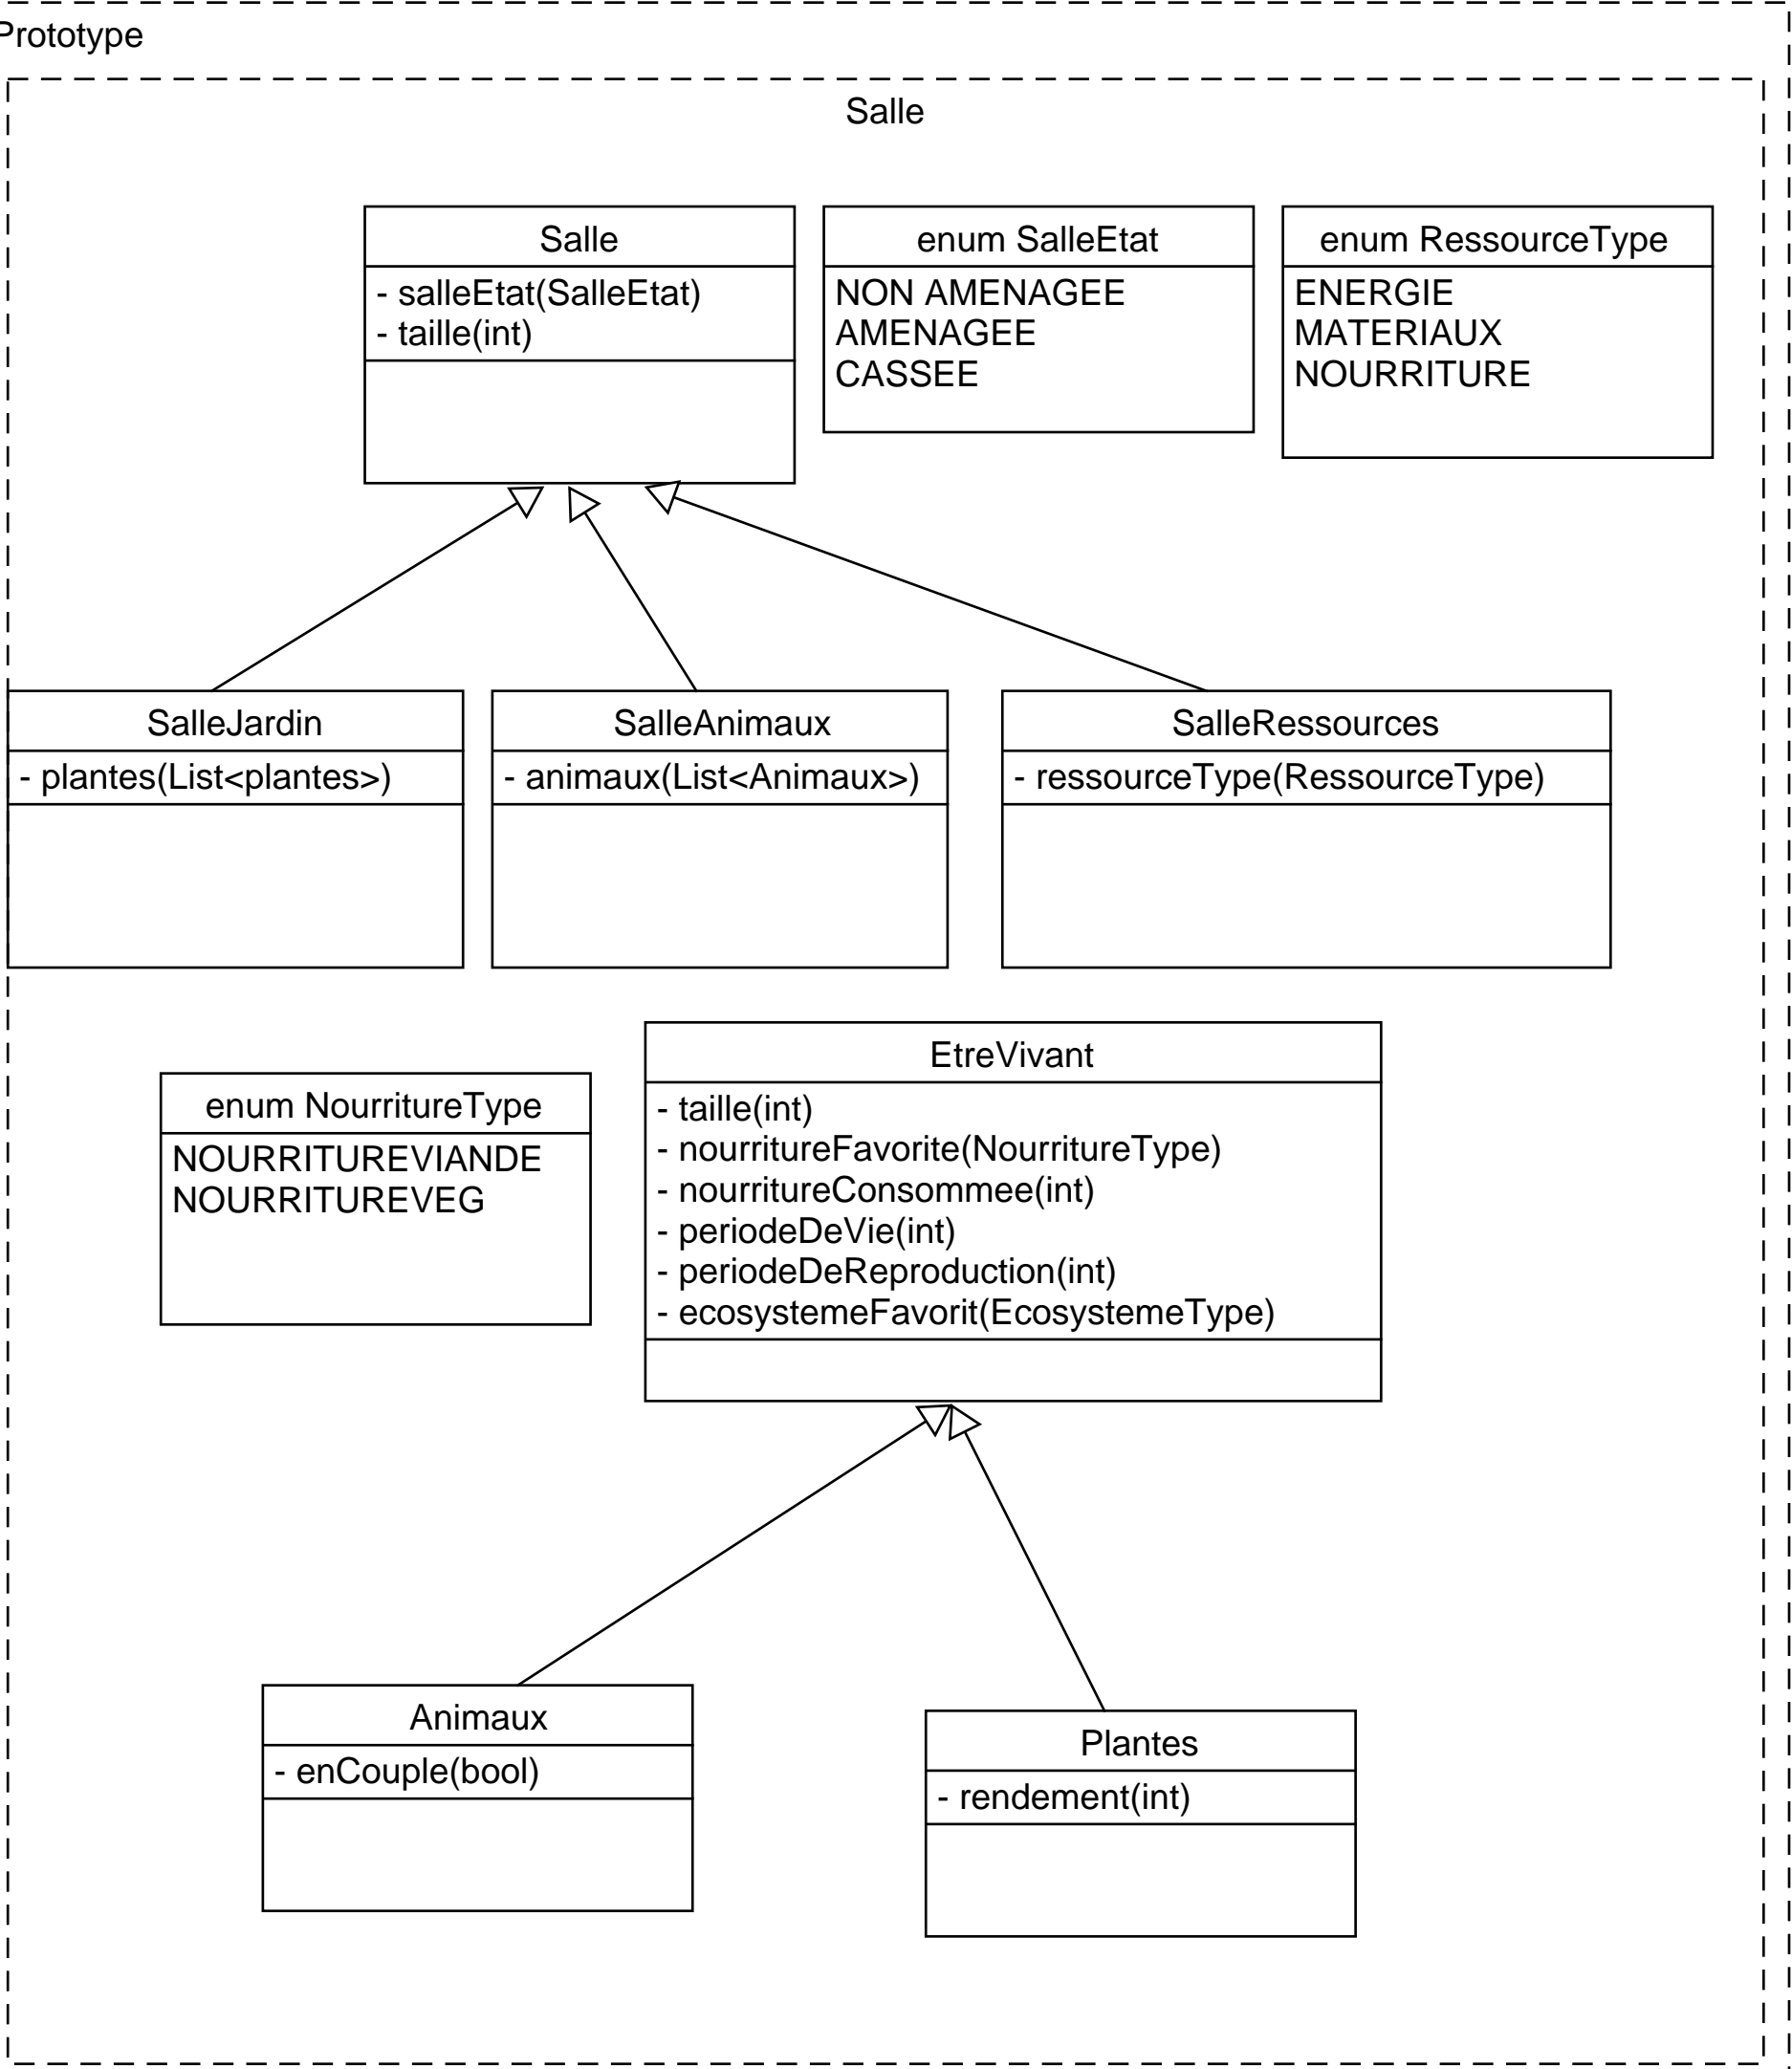 Prototype
Salle
Salle
- salleEtat(SalleEtat)
- taille(int)
enum SalleEtat
NON AMENAGEE
AMENAGEE
CASSEE
enum RessourceType
ENERGIE
MATERIAUX
NOURRITURE
SalleJardin
- plantes(List<plantes>)
SalleAnimaux
- animaux(List<Animaux>)
SalleRessources
- ressourceType(RessourceType)
enum NourritureType
NOURRITUREVIANDE
NOURRITUREVEG
EtreVivant
- taille(int)
- nourritureFavorite(NourritureType)
- nourritureConsommee(int)
- periodeDeVie(int)
- periodeDeReproduction(int)
- ecosystemeFavorit(EcosystemeType)
Animaux
- enCouple(bool)
Plantes
- rendement(int)